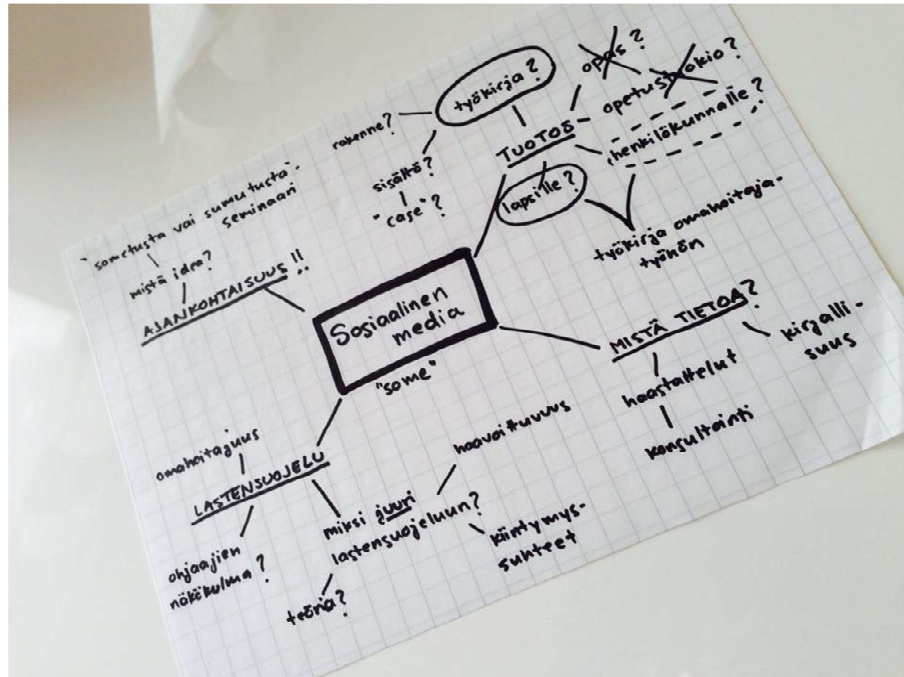 työkirja?
rakenne?
sisältö?
"case"?
opas?
opetustuokio?
TUOTOS
henkilökunnalle?
lapsille?
työkirja omahoitaja-
työhön
"sometusta vai sumutusta"-
seminaari
mistä idea?
AJANKOHTAISUUS!!
Sosiaalinen
media
"some"
MISTÄ TIETOA?
haastattelut
konsultointi
kirjalli-
suus
omahoitajuus
LASTENSUOJELU
ohjaajien
näkökulma?
miksi juuri
lastensuojeluun?
teoria?
haavoittuvuus
kiintymys-
suhteet